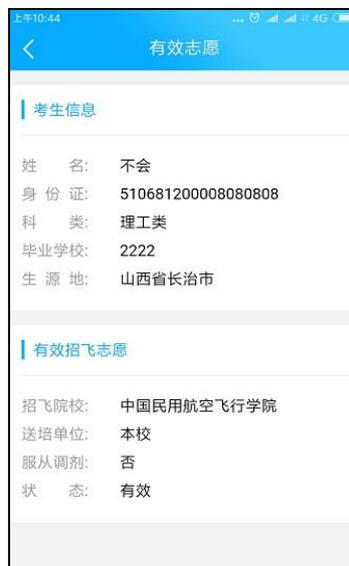 上午10:44 ... 4G
有效志愿
考生信息
姓 名: 不会
身 份 证: 510681200008080808
科 类: 理工类
毕业学校: 2222
生 源 地: 山西省长治市
有效招飞志愿
招飞院校: 中国民用航空飞行学院
送培单位: 本校
服从调剂: 否
状 态: 有效